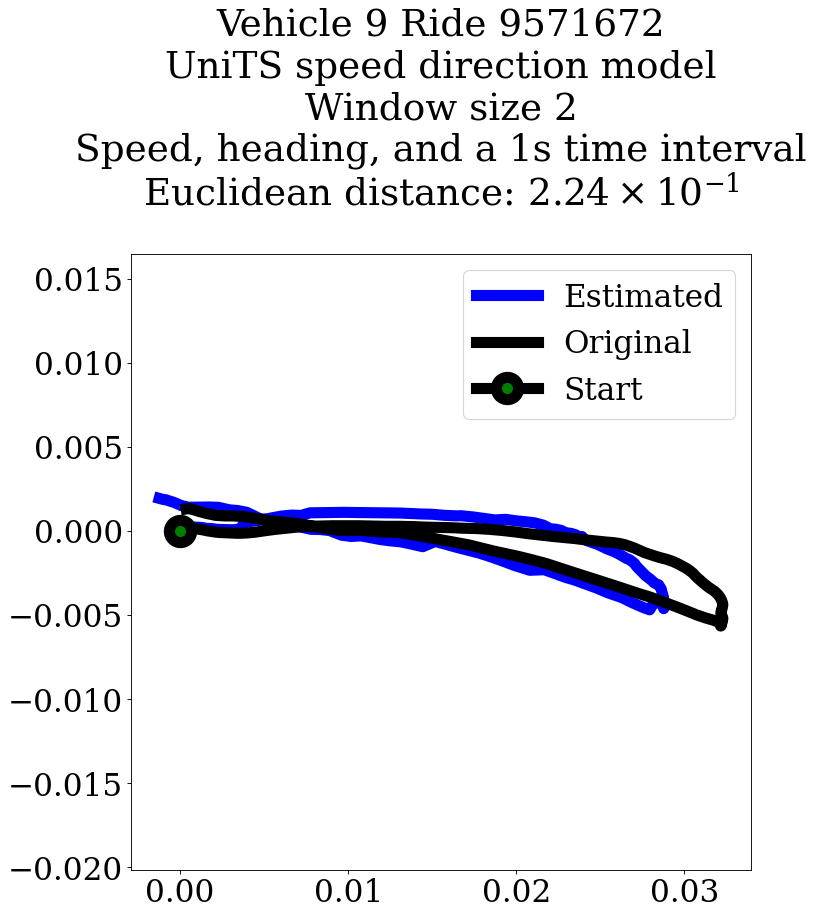 Vehicle 9 Ride 9571672
UniTS speed direction model
Window size 2
Speed, heading, and a 1s time interval
Euclidean distance: 2.24 × 10⁻¹
Estimated
Original
Start
0.015
0.010
0.005
0.000
−0.005
−0.010
−0.015
−0.020
0.00 0.01 0.02 0.03